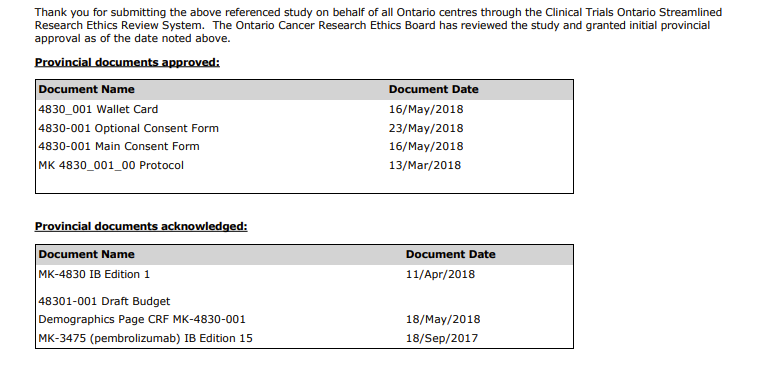 Thank you for submitting the above referenced study on behalf of all Ontario centres through the Clinical Trials Ontario Streamlined
Research Ethics Review System.  The Ontario Cancer Research Ethics Board has reviewed the study and granted initial provincial
approval as of the date noted above.
Provincial documents approved:
Document Name Document Date
4830_001 Wallet Card 16/May/2018
4830-001 Optional Consent Form 23/May/2018
4830-001 Main Consent Form 16/May/2018
MK 4830_001_00 Protocol 13/Mar/2018
Provincial documents acknowledged:
Document Name Document Date
MK-4830 IB Edition 1 11/Apr/2018
48301-001 Draft Budget
Demographics Page CRF MK-4830-001 18/May/2018
MK-3475 (pembrolizumab) IB Edition 15 18/Sep/2017